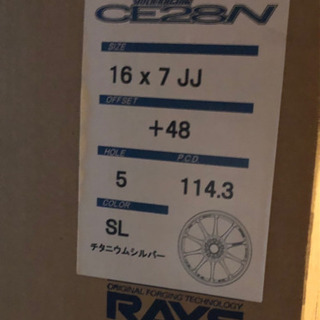 CE28N
SIZE
16 x 7 JJ
OFFSET
+48
HOLE P.C.D
5 114.3
COLOR
SL
チタニウムシルバー
ORIGINAL FORGING TECHNOLOGY
RAYS